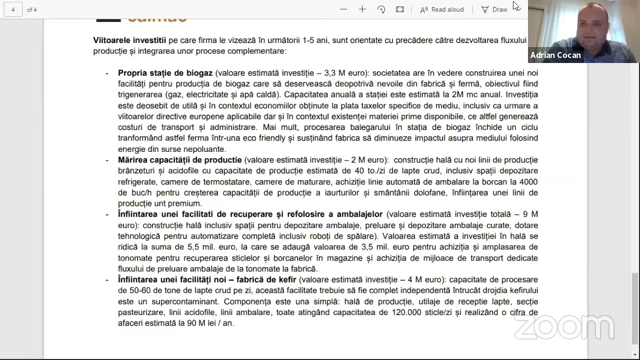 4 of 4
Read aloud
Draw
Viitoarele investitii pe care firma le vizează în următorii 1-5 ani, sunt orientate cu precădere către dezvoltarea fluxului
producție și integrarea unor procese complementare:
Adrian Cocan
- Propria stație de biogaz (valoare estimată investiție – 3,3 M euro): societatea are în vedere construirea unei noi
facilități pentru producția de biogaz care să deservească deopotrivă nevoile din fabrică și fermă, obiectivul fiind
trigenerarea (gaz, electricitate și apă caldă). Capacitatea anuală a stației este estimată la 2M mc anual. Investiția
este deosebit de utilă și în contextul economiilor obținute la plata taxelor specifice de mediu, inclusiv ca urmare a
viitoarelor directive europene aplicabile dar și în contextul existenței materiei prime disponibile, ce altfel generează
costuri de transport și administrare. Mai mult, procesarea balegarului în stația de biogaz închide un ciclu
tranformând astfel ferma într-una eco friendly și susținând fabrica să diminueze impactul asupra mediului și obținând
energie din surse nepoluante.
- Mărirea capacității de productie (valoare estimată investiție – 2 M euro): construcție hală cu noi linii de producție
brânzeturi și acidofile cu capacitate de producție estimată de 40 to./zi de lapte crud, inclusiv spații depozitare
refrigerate, camere de termostatare, camere de maturare, achiziție linie automată de ambalare la borcan la 4000
de buc/h pentru creșterea capacității de producție a iaurturilor și smântânii dolofane, înființarea unei linii de
producție unt premium.
- Înființarea unei facilitati de recuperare și refolosire a ambalajelor (valoare estimată investiție totală – 9 M
euro): construcție hală inclusiv spații pentru depozitare ambalaje, preluare și depozitare ambalaje curate, dotare
tehnologică pentru automatizare completă inclusiv roboți de spălare). Valoarea estimată a investiției în hală se
ridică la suma de 5,5 mil. euro, la care se adaugă valoarea de 3,5 mil euro pentru achiziția și amplasarea de
tonomate pentru recuperarea sticlelor și borcanelor în magazine și achiziția de mijloace de transport dedicate
fluxului de preluare ambalaje de la tonomate la fabrică.
- Înființarea unei facilități noi – fabrică de kefir (valoare estimată investiție – 4 M euro): capacitate de procesare
de 50-60 de tone de lapte crud pe zi, această facilitate trebuie să fie complet independentă întrucât drojdia kefirului
este un supercontaminant. Componența este una simplă: hală de producție, utilaje de receptie lapte, secție
pasteurizare, linii acidofile, linii ambalare, toate atingând capacitatea de 120.000 sticle/zi și realizând o cifra de
afaceri estimată la 90 M lei / an.
zoom